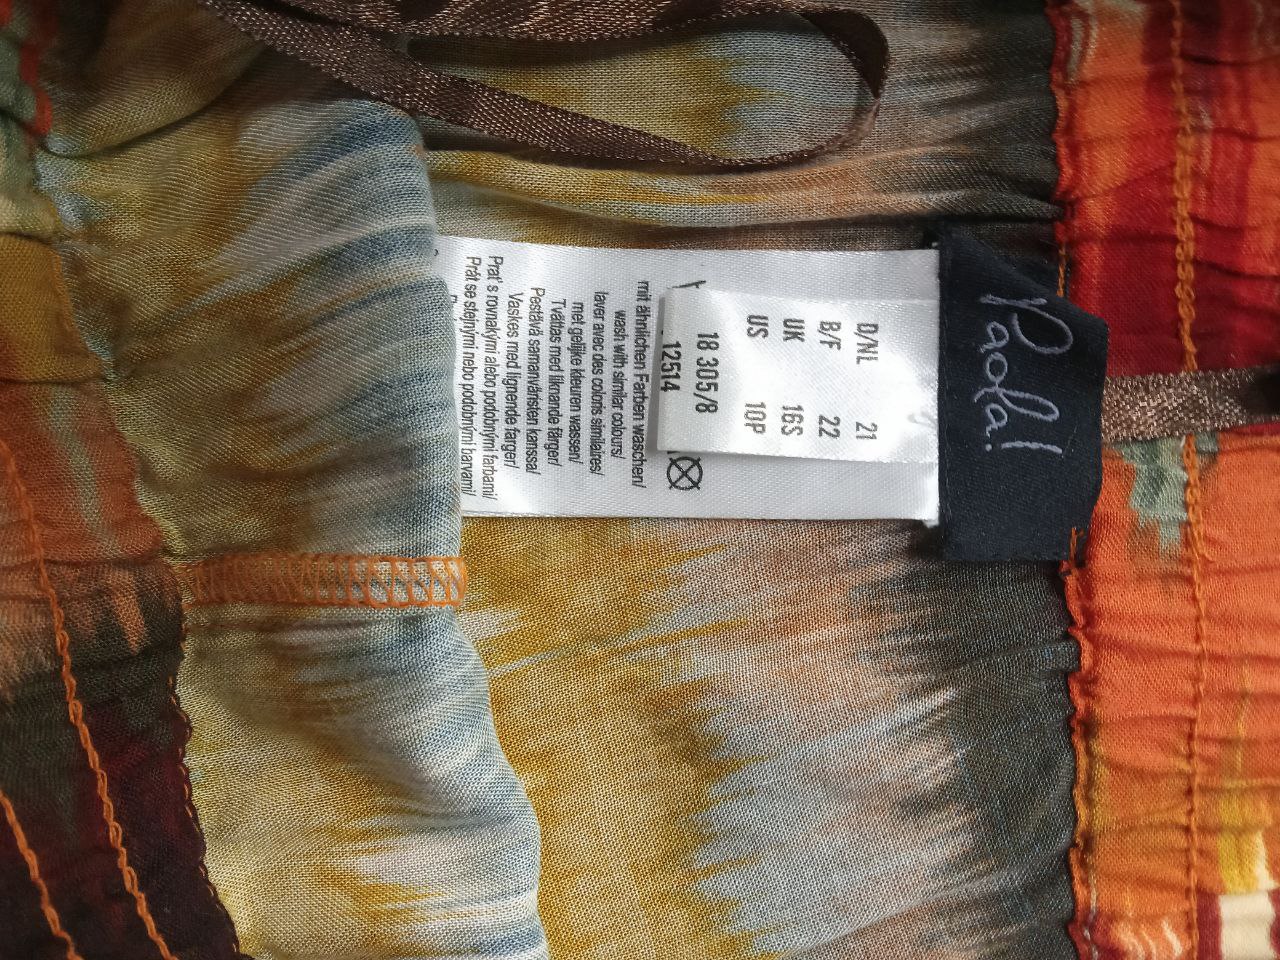 Paola!
D/NL 21
B/F 22
UK 16S
US 10P
18 305/8
12514
mit ähnlichen Farben waschen/
wash with similar colours/
laver avec des coloris similaires/
met gelijke kleuren wassen/
Tvättas med liknande färger/
Pestävä samanväristen kanssa/
Vaskes med lignende farger/
Prať s rovnakými alebo podobnými farbami/
Prát se stejnými nebo podobnými barvami/